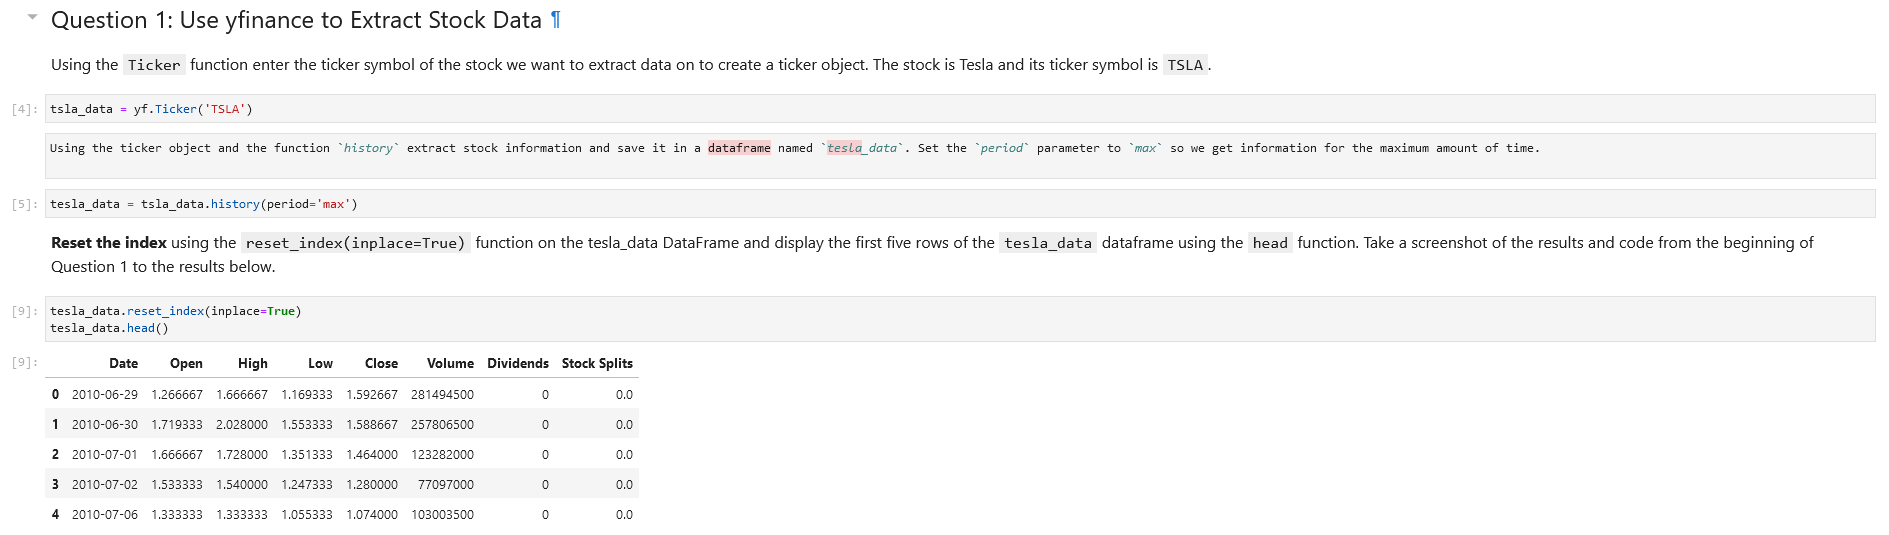 Question 1: Use yfinance to Extract Stock Data ¶
Using the Ticker function enter the ticker symbol of the stock we want to extract data on to create a ticker object. The stock is Tesla and its ticker symbol is TSLA.
[4]: tsla_data = yf.Ticker('TSLA')
Using the ticker object and the function `history` extract stock information and save it in a dataframe named `tesla_data`. Set the `period` parameter to `max` so we get information for the maximum amount of time.
[5]: tesla_data = tsla_data.history(period='max')
Reset the index using the reset_index(inplace=True) function on the tesla_data DataFrame and display the first five rows of the tesla_data dataframe using the head function. Take a screenshot of the results and code from the beginning of
Question 1 to the results below.
[9]: tesla_data.reset_index(inplace=True)
tesla_data.head()
[9]: Date Open High Low Close Volume Dividends Stock Splits
0 2010-06-29 1.266667 1.666667 1.169333 1.592667 281494500 0 0.0
1 2010-06-30 1.719333 2.028000 1.553333 1.588667 257806500 0 0.0
2 2010-07-01 1.666667 1.728000 1.351333 1.464000 123282000 0 0.0
3 2010-07-02 1.533333 1.540000 1.247333 1.280000 77097000 0 0.0
4 2010-07-06 1.333333 1.333333 1.055333 1.074000 103003500 0 0.0